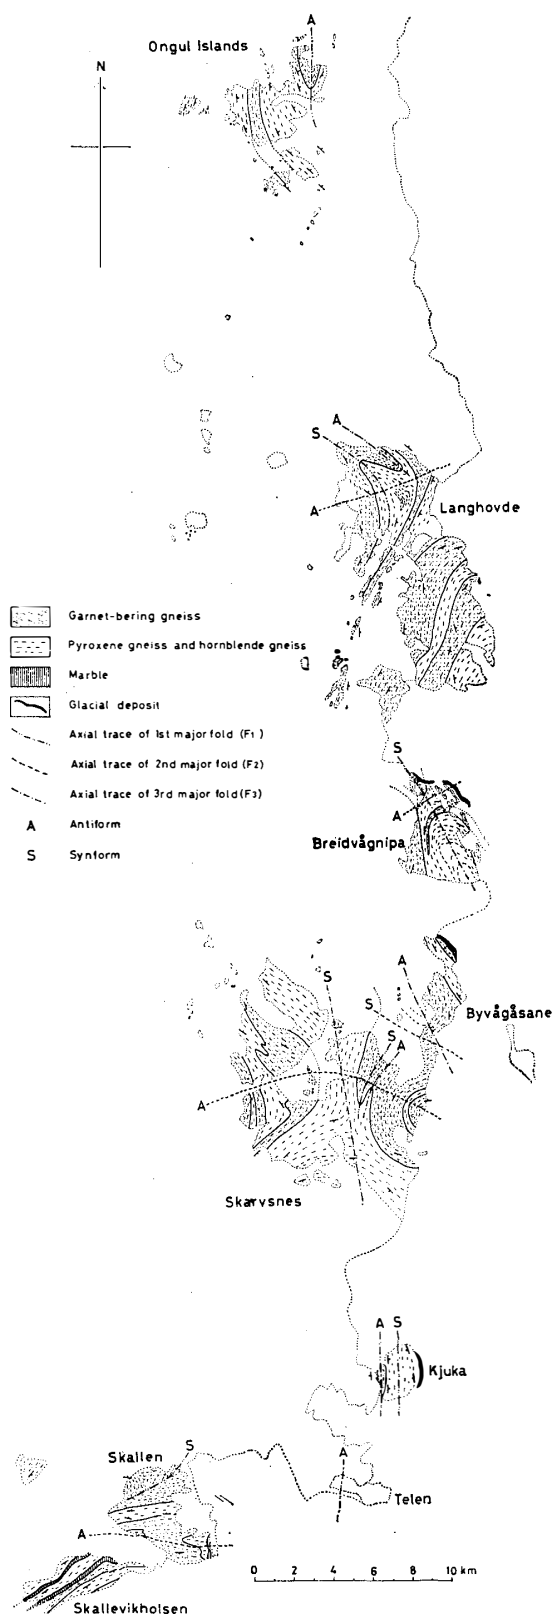 A
Ongul Islands
N
A
S
A
Langhovde
Garnet-bering gneiss
Pyroxene gneiss and hornblende gneiss
Marble
Glacial deposit
Axial trace of 1st major fold (F1)
Axial trace of 2nd major fold (F2)
Axial trace of 3rd major fold (F3)
A Antiform
S Synform
S
A
Breidvågnipa
S
A
S
Byvågåsane
S
A
A
Skarvsnes
A S
Kjuka
Skallen
S
A
Telen
A
0 2 4 6 8 10 km
Skallevikholsen